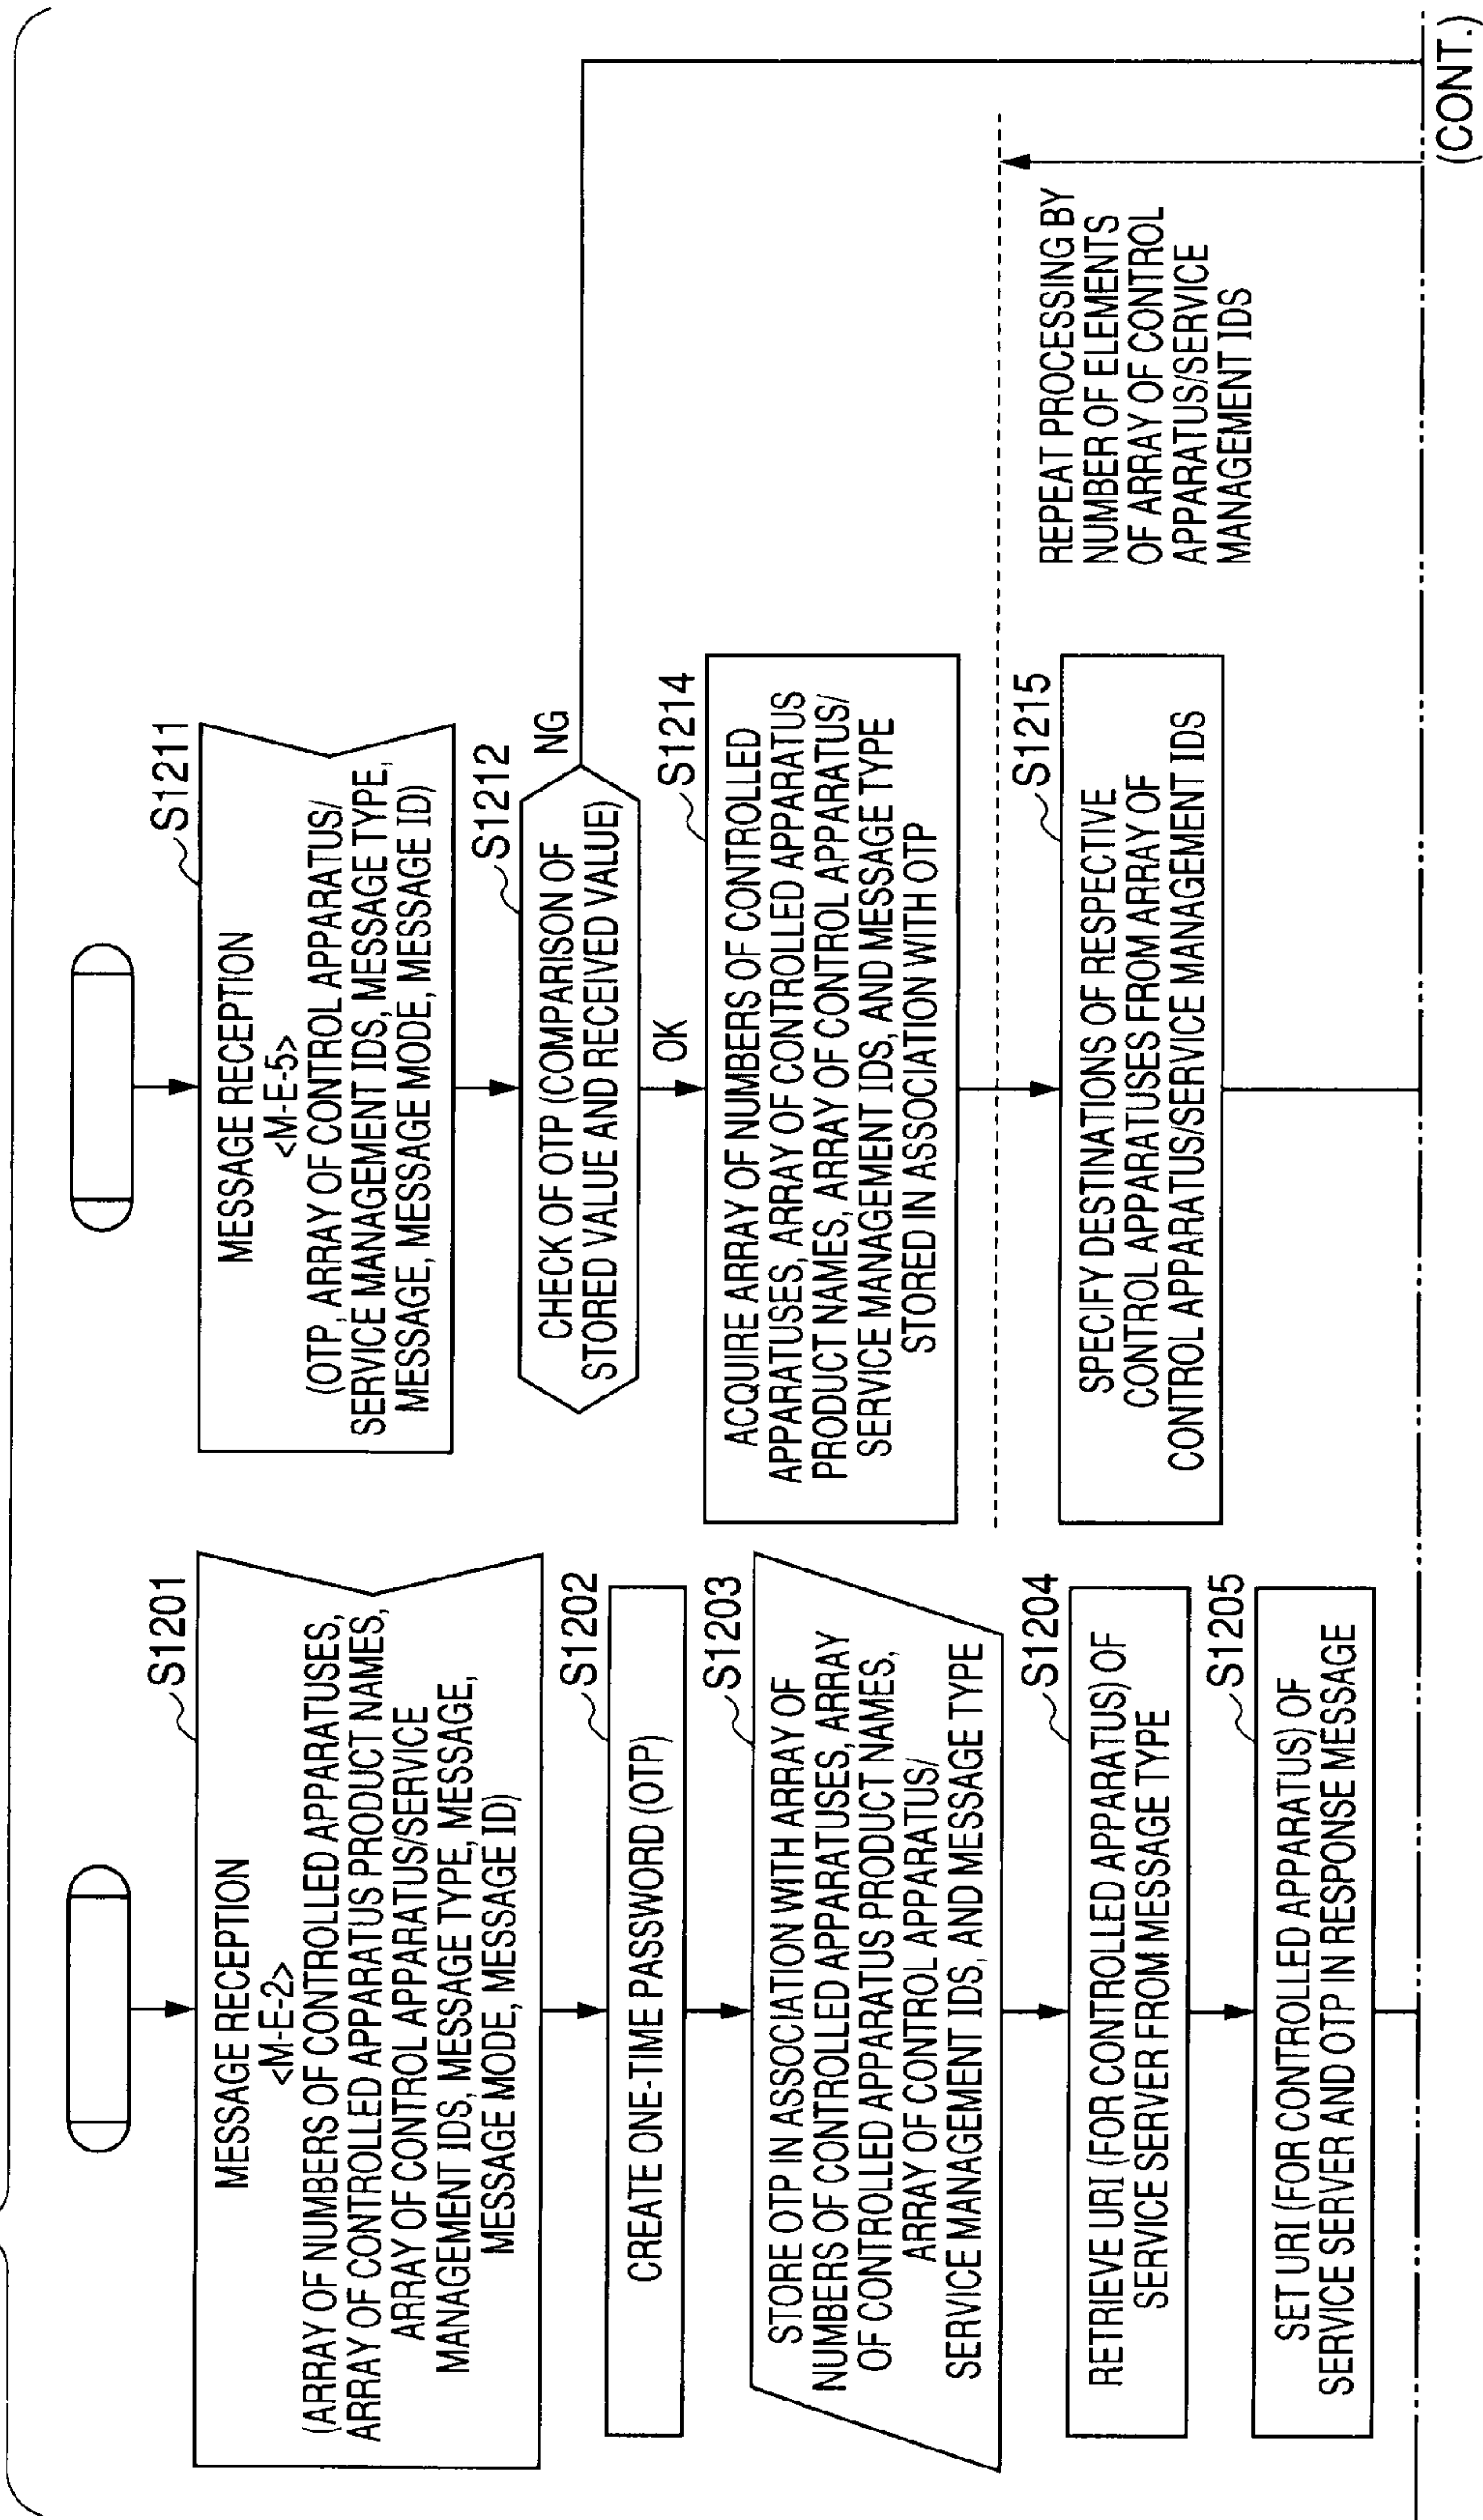 S1201
MESSAGE RECEPTION
<M-E-2>
(ARRAY OF NUMBERS OF CONTROLLED APPARATUSES,
ARRAY OF CONTROLLED APPARATUS PRODUCT NAMES,
ARRAY OF CONTROL APPARATUS/SERVICE
MANAGEMENT IDS, MESSAGE TYPE, MESSAGE,
MESSAGE MODE, MESSAGE ID)
S1202
CREATE ONE-TIME PASSWORD (OTP)
S1203
STORE OTP IN ASSOCIATION WITH ARRAY OF
NUMBERS OF CONTROLLED APPARATUSES, ARRAY
OF CONTROLLED APPARATUS PRODUCT NAMES,
ARRAY OF CONTROL APPARATUS/
SERVICE MANAGEMENT IDS, AND MESSAGE TYPE
S1204
RETRIEVE URI (FOR CONTROLLED APPARATUS) OF
SERVICE SERVER FROM MESSAGE TYPE
S1205
SET URI (FOR CONTROLLED APPARATUS) OF
SERVICE SERVER AND OTP IN RESPONSE MESSAGE
S1211
MESSAGE RECEPTION
<M-E-5>
(OTP, ARRAY OF CONTROL APPARATUS/
SERVICE MANAGEMENT IDS, MESSAGE TYPE,
MESSAGE, MESSAGE MODE, MESSAGE ID)
S1212
CHECK OF OTP (COMPARISON OF
STORED VALUE AND RECEIVED VALUE)
NG
OK
S1214
ACQUIRE ARRAY OF NUMBERS OF CONTROLLED
APPARATUSES, ARRAY OF CONTROLLED APPARATUS
PRODUCT NAMES, ARRAY OF CONTROL APPARATUS/
SERVICE MANAGEMENT IDS, AND MESSAGE TYPE
STORED IN ASSOCIATION WITH OTP
S1215
SPECIFY DESTINATIONS OF RESPECTIVE
CONTROL APPARATUSES FROM ARRAY OF
CONTROL APPARATUS/SERVICE MANAGEMENT IDS
REPEAT PROCESSING BY
NUMBER OF ELEMENTS
OF ARRAY OF CONTROL
APPARATUS/SERVICE
MANAGEMENT IDS
(CONT.)